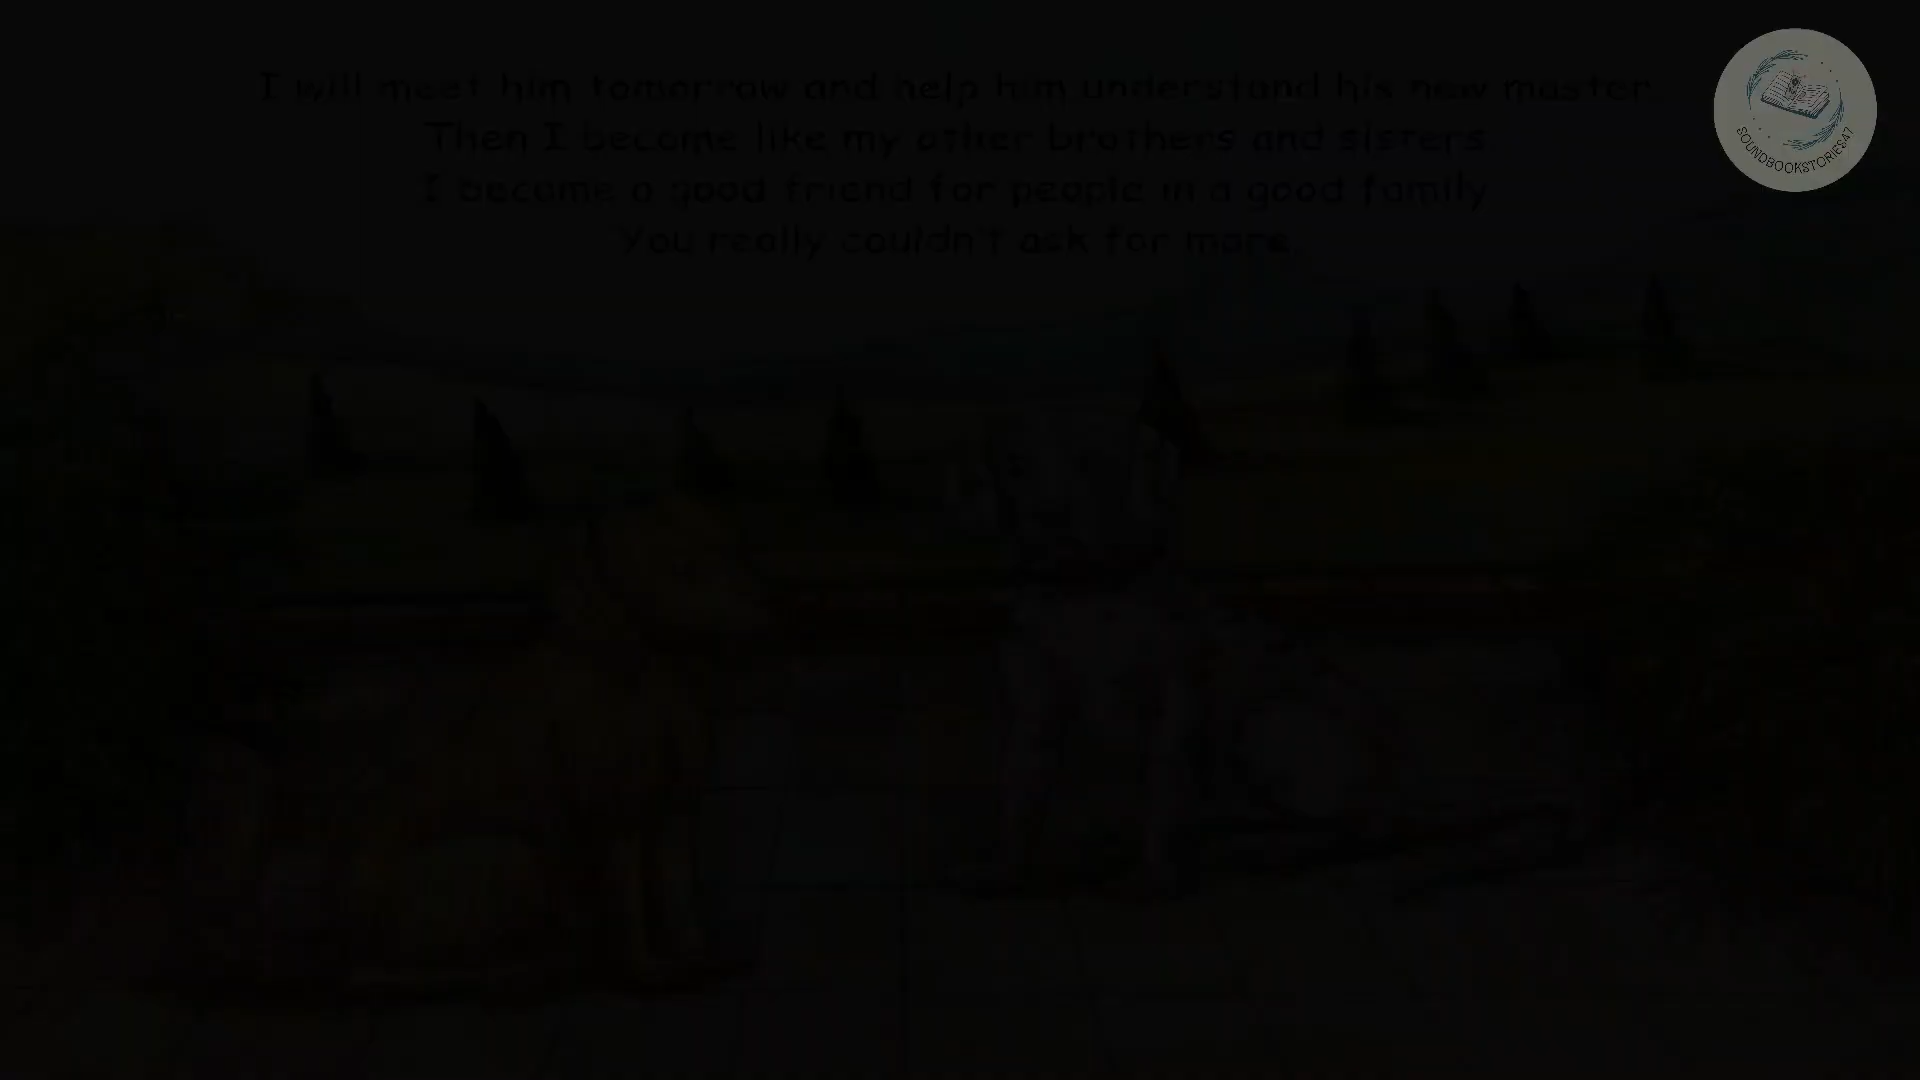 I will meet him tomorrow and help him understand his new master.
Then I become like my other brothers and sisters.
I become a good friend for people in a good family
You really couldn't ask for more.
SOUNDBOOKSTORIES47